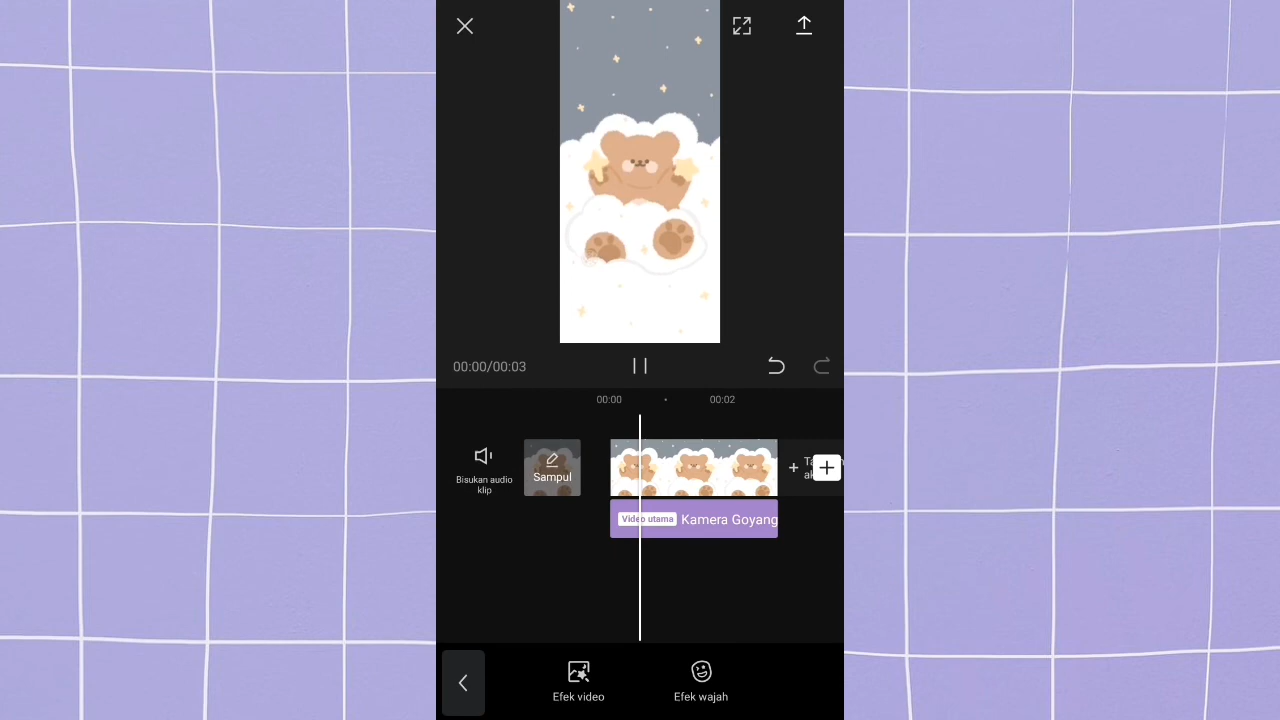 00:00/00:03
00:00
00:02
Bisukan audio
klip
Sampul
Video utama Kamera Goyang
Efek video
Efek wajah